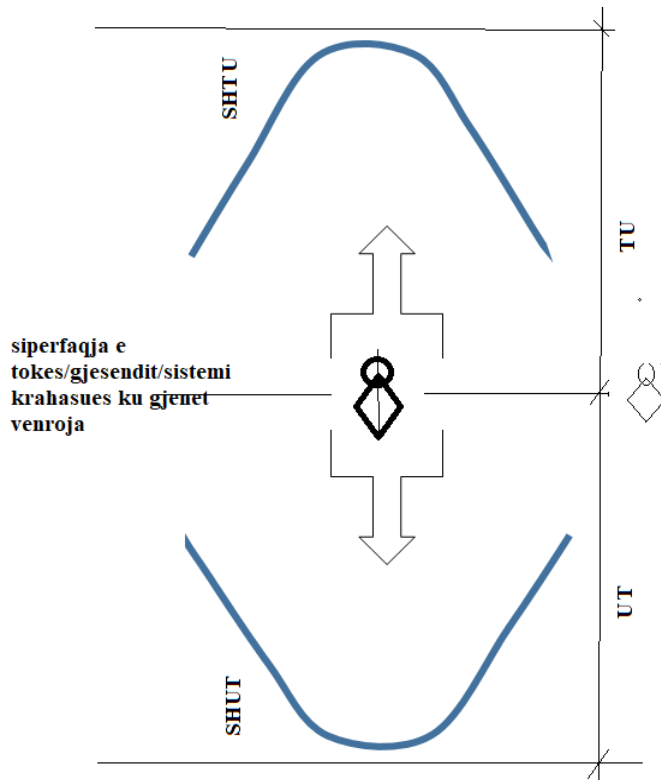 SHTU
TU
siperfaqja e
tokes/gjesendit/sistemi
krahasues ku gjenet
venroja
UT
SHUT